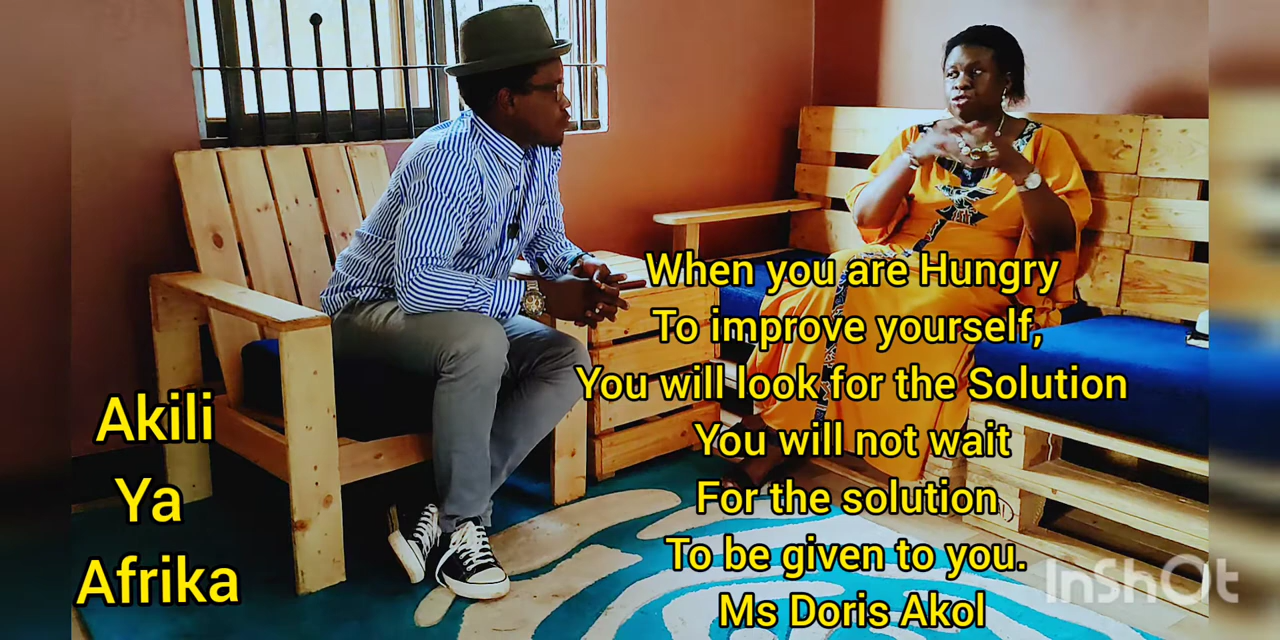 Akili
Ya
Afrika
When you are Hungry
To improve yourself,
You will look for the Solution
You will not wait
For the solution
To be given to you.
Ms Doris Akol
InShOt